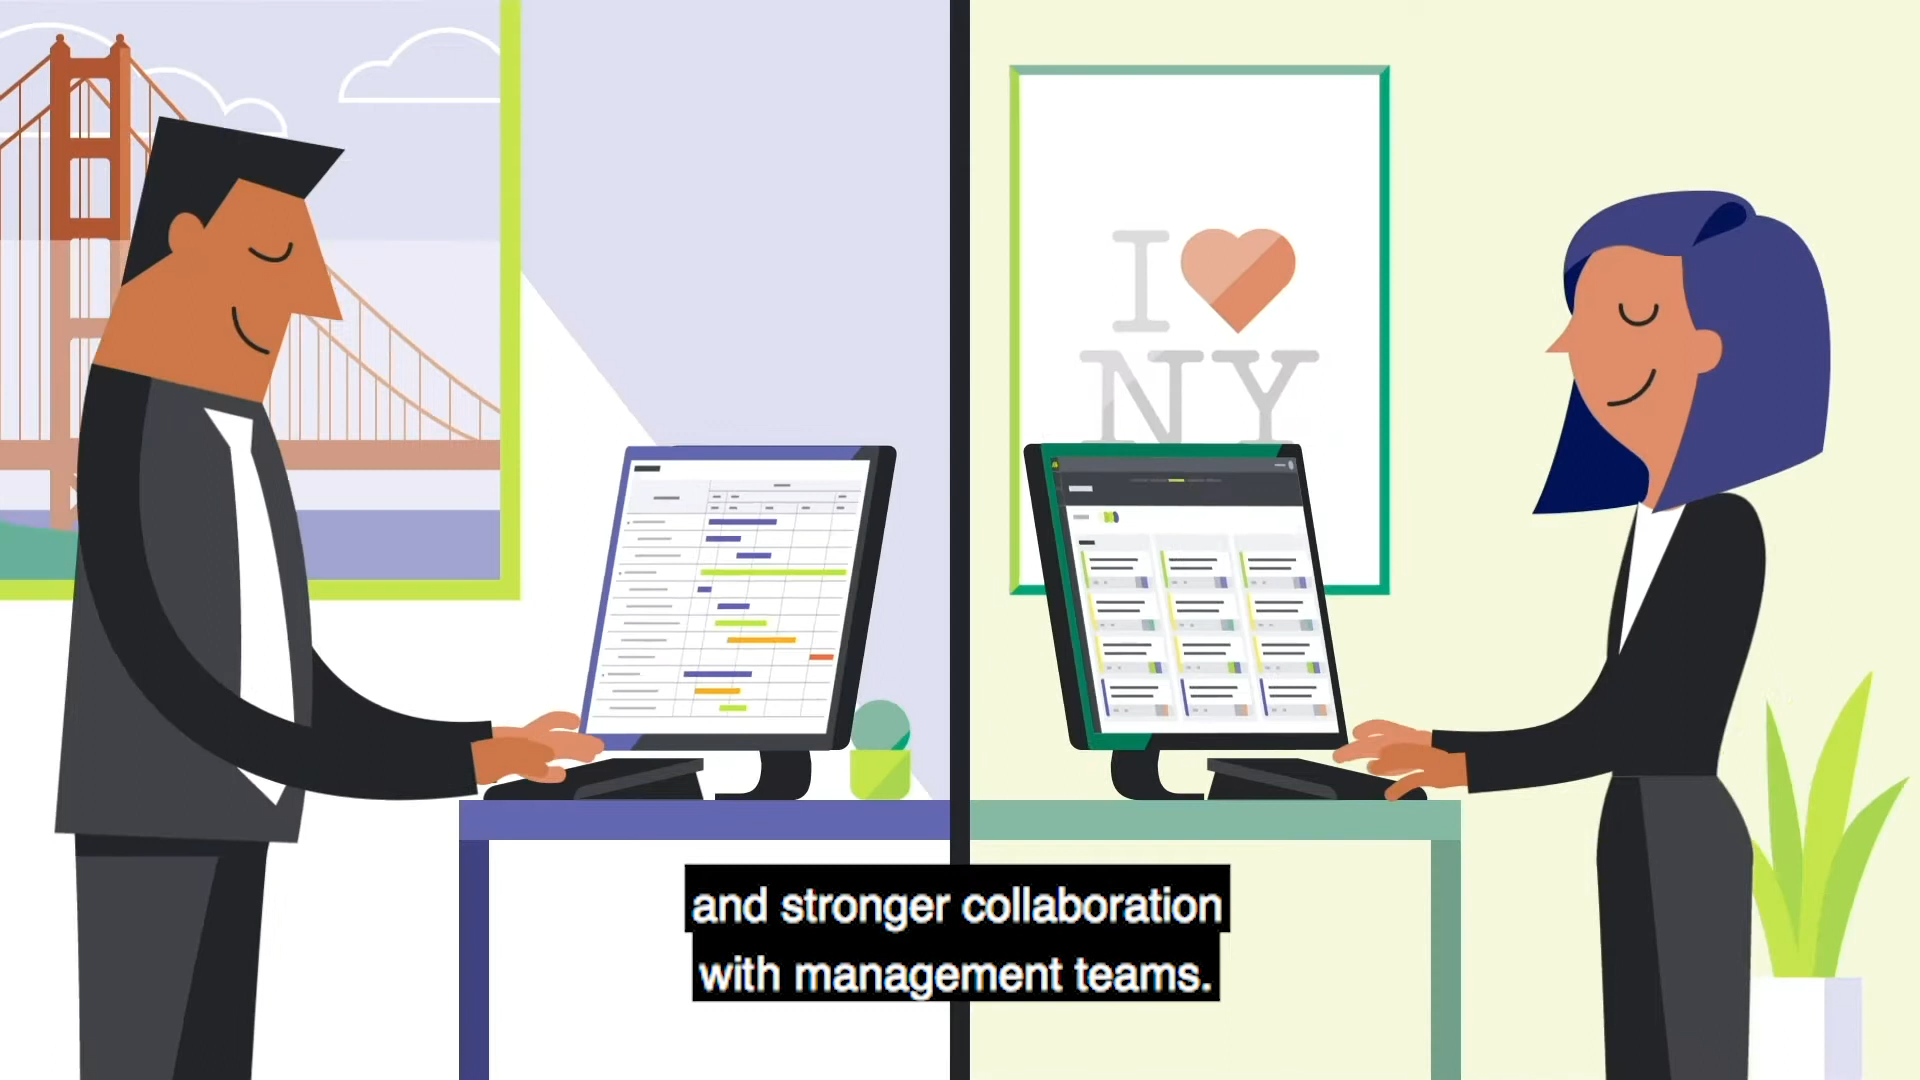 I ♥
NY
and stronger collaboration
with management teams.